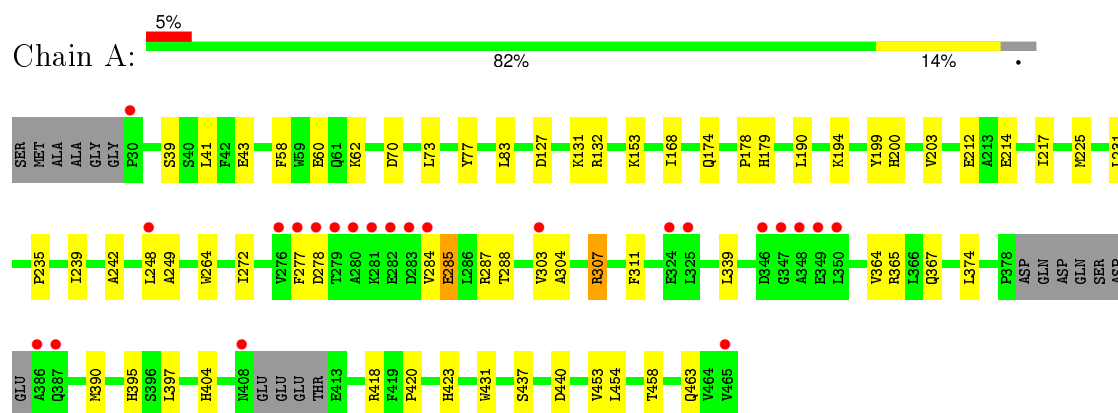 5%
Chain A:
82%
14%
•
SER MET ALA ALA GLY GLY P30 S39 S40 L41 F42 E43 F58 W59 E60 Q61 K62 D70 L73 Y77 L83 D127 K131 R132 K153 I168 Q174 P178 H179 L190 K194 Y199 H200 V203 E212 A213 E214 I217 M225
P235 I239 A242 L248 A249 W264 I272 V276 F277 D278 T279 A280 K281 E282 D283 V284 E285 L286 R287 T288 V303 A304 R307 F311 E324 L325 L339 D346 G347 A348 E349 L350 V364 R365 L366 Q367 L374 P378 ASP GLN ASP GLN SER ASP
GLU A386 Q387 M390 H395 S396 L397 H404 N408 GLU GLU GLU THR E413 R418 F419 P420 H423 W431 S437 D440 V453 L454 T458 Q463 V464 V465